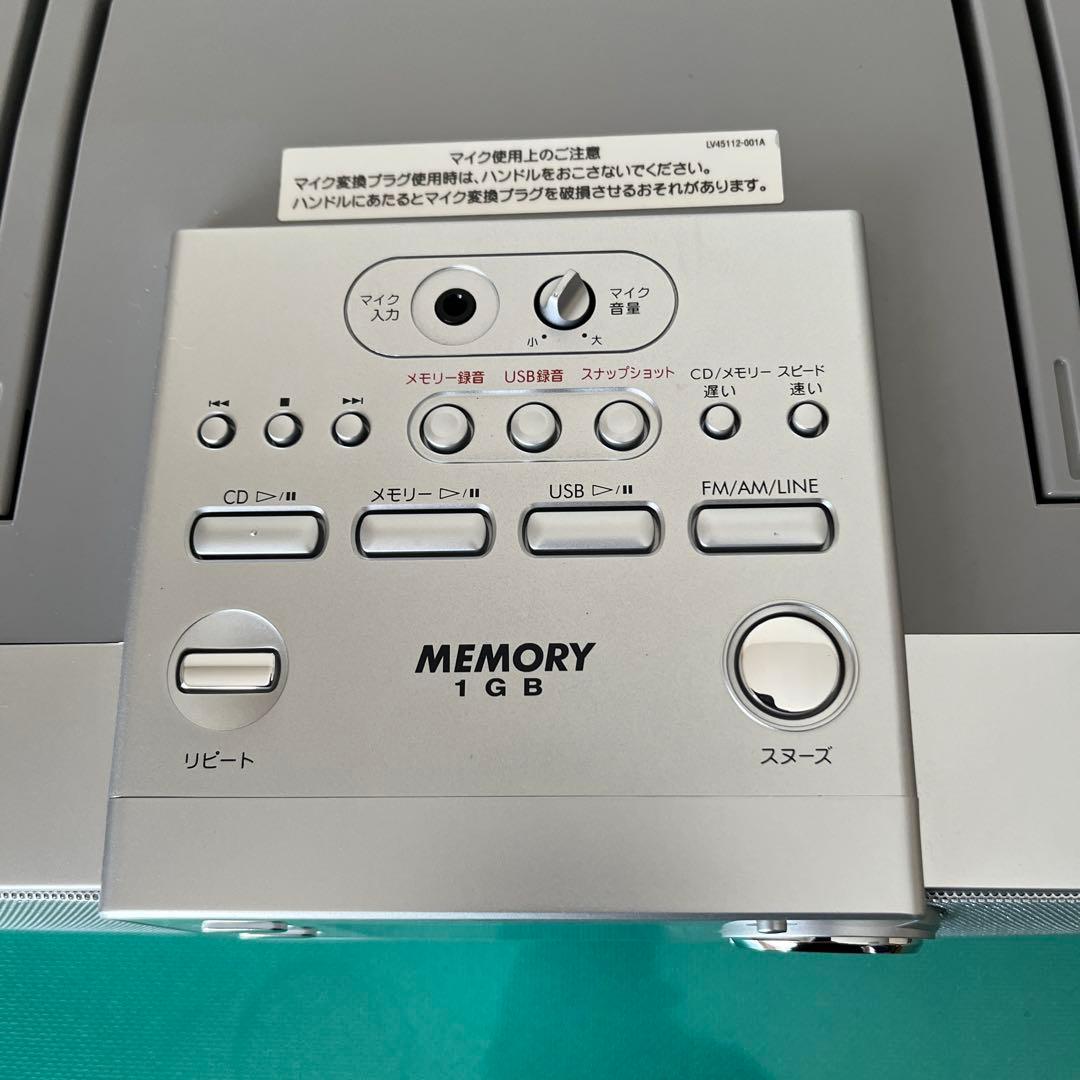 マイク使用上のご注意
LV45112-001A
マイク変換プラグ使用時は、ハンドルをおこさないでください。
ハンドルにあたるとマイク変換プラグを破損させるおそれがあります。
マイク
入力
マイク
音量
小
大
メモリー録音
USB録音
スナップショット
CD/メモリー スピード
遅い
速い
CD ▷/II
メモリー ▷/II
USB ▷/II
FM/AM/LINE
MEMORY
1GB
リピート
スヌーズ